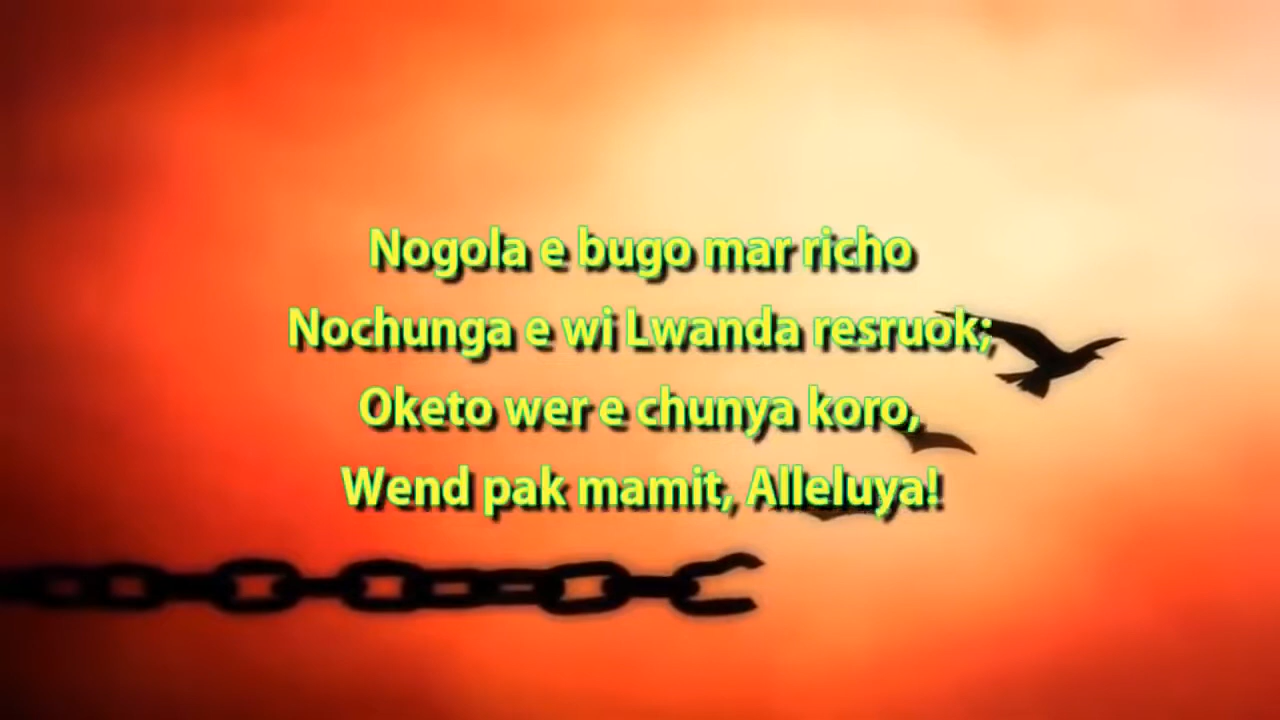 Nogola e bugo mar richo
Nochunga e wi Lwanda resruok;
Oketo wer e chunya koro,
Wend pak mamit, Alleluya!